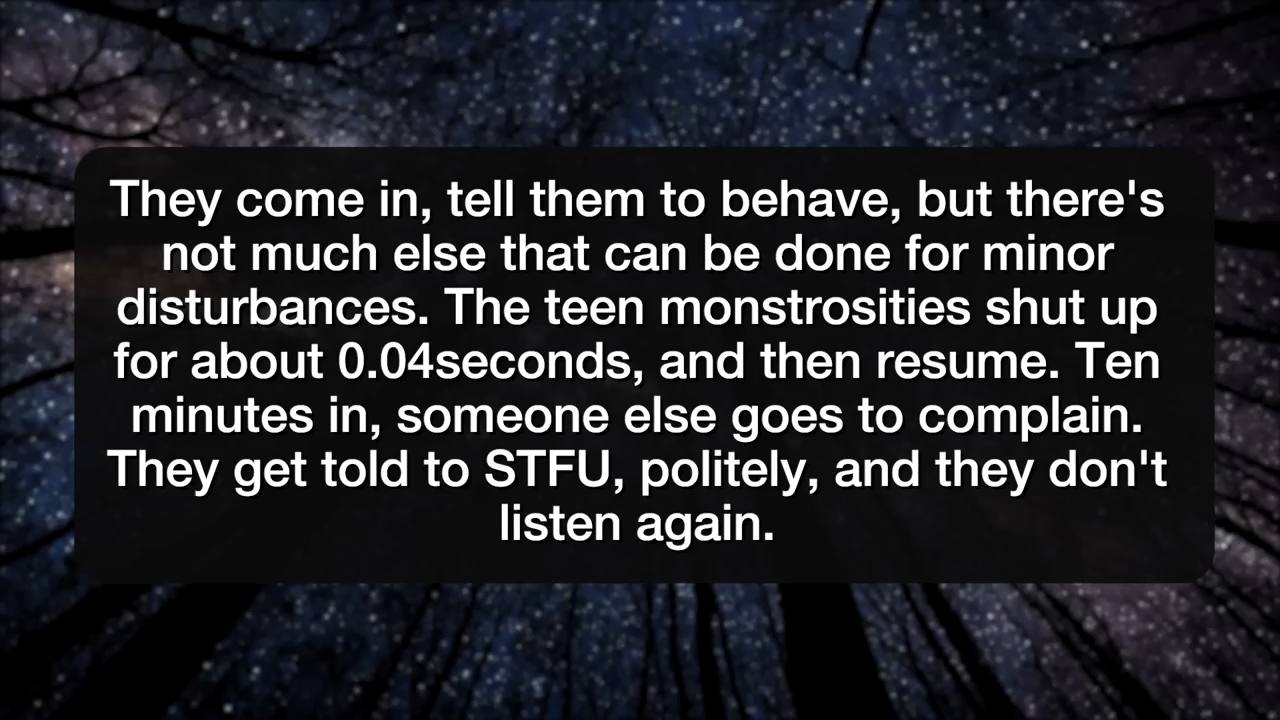 They come in, tell them to behave, but there's
not much else that can be done for minor
disturbances. The teen monstrosities shut up
for about 0.04seconds, and then resume. Ten
minutes in, someone else goes to complain.
They get told to STFU, politely, and they don't
listen again.